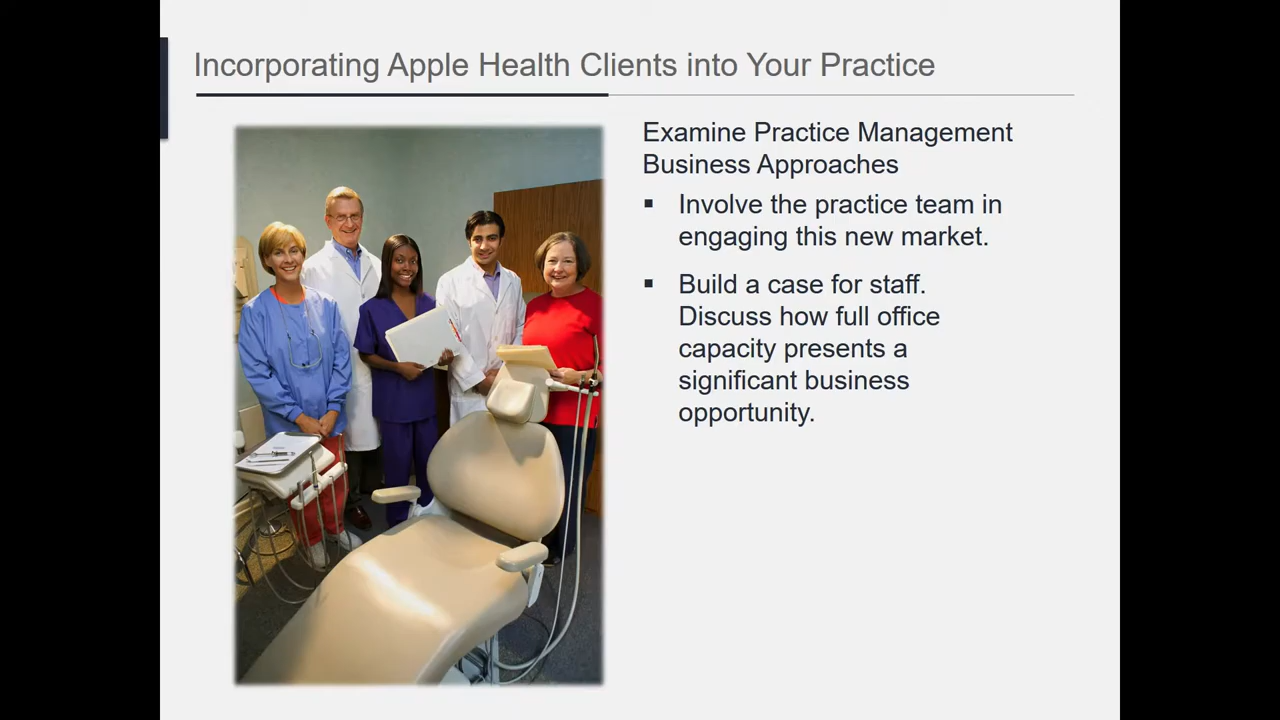 Incorporating Apple Health Clients into Your Practice
Examine Practice Management
Business Approaches
▪ Involve the practice team in
engaging this new market.
▪ Build a case for staff.
Discuss how full office
capacity presents a
significant business
opportunity.